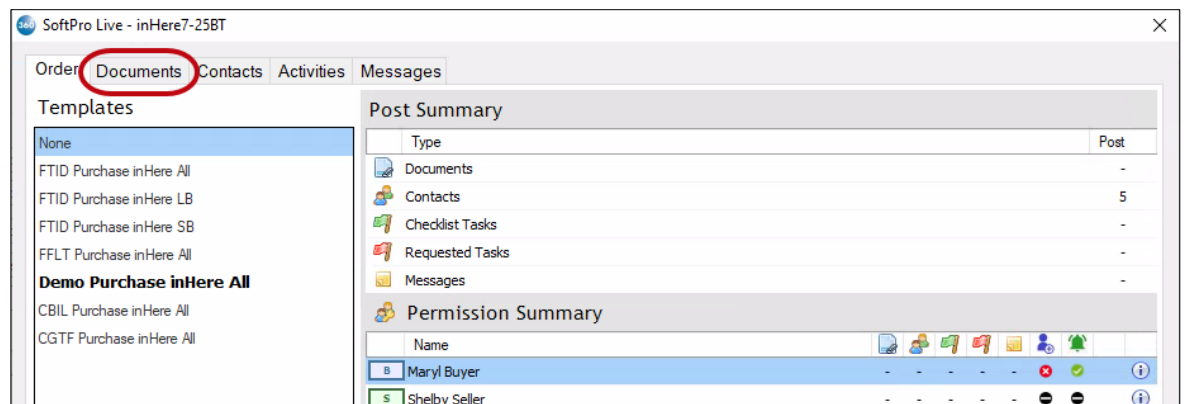 360 SoftPro Live - inHere7-25BT
Order Documents Contacts Activities Messages
Templates
None
FTID Purchase inHere All
FTID Purchase inHere LB
FTID Purchase inHere SB
FFLT Purchase inHere All
Demo Purchase inHere All
CBIL Purchase inHere All
CGTF Purchase inHere All
Post Summary
Type Post
Documents -
Contacts 5
Checklist Tasks -
Requested Tasks -
Messages -
Permission Summary
Name
B Maryl Buyer - - - - -
S Shelby Seller - - - - -